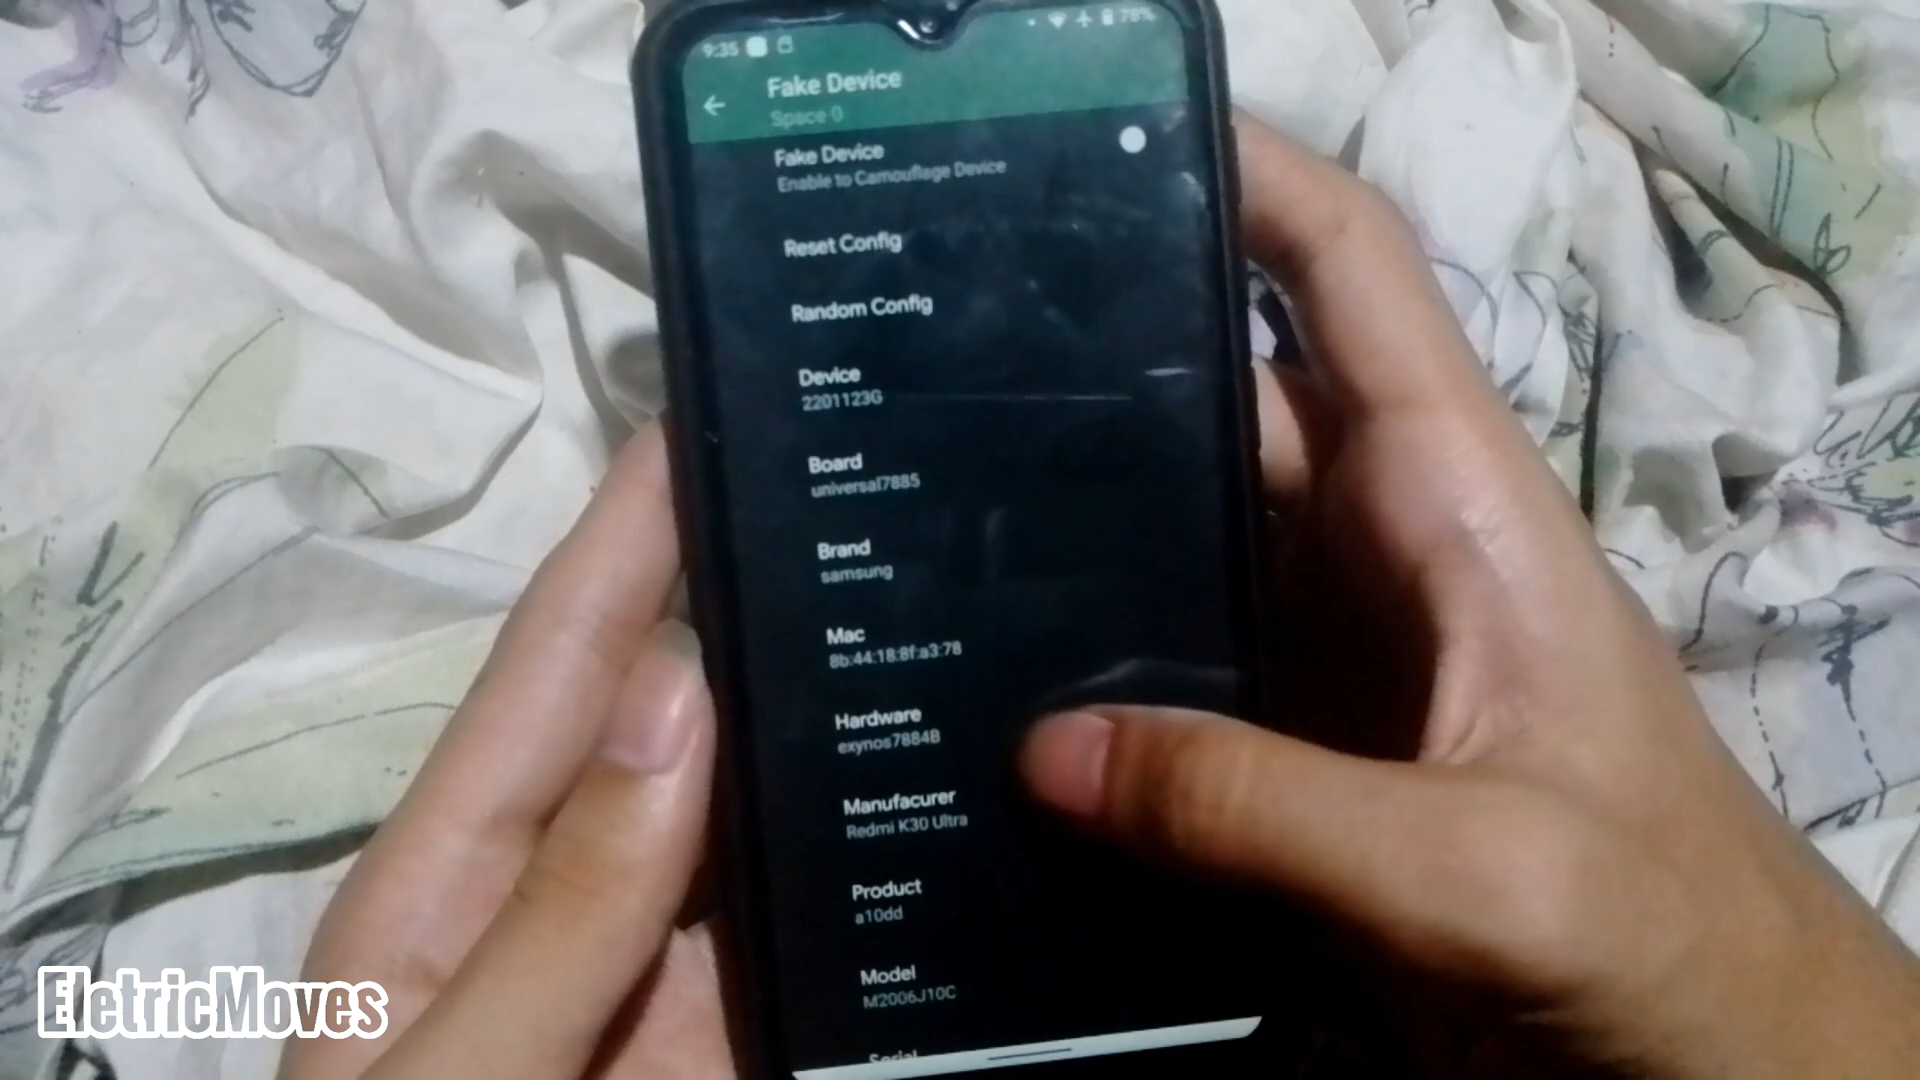 9:35
78%
Fake Device
Space 0
Fake Device
Enable to Camouflage Device
Reset Config
Random Config
Device
2201123G
Board
universal7885
Brand
samsung
Mac
8b:44:18:8f:a3:78
Hardware
exynos7884B
Manufacurer
Redmi K30 Ultra
Product
a10dd
Model
M2006J10C
Serial
EletricMoves